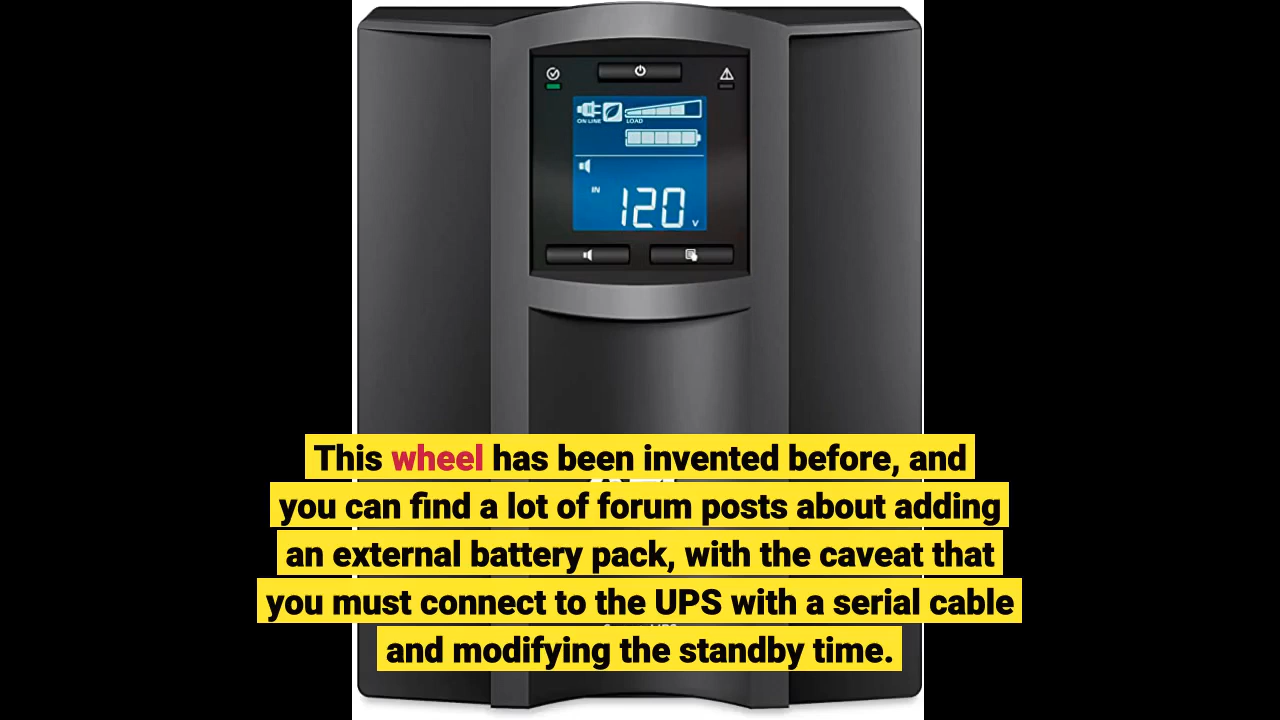 ON LINE
LOAD
IN
120
V
This wheel has been invented before, and
you can find a lot of forum posts about adding
an external battery pack, with the caveat that
you must connect to the UPS with a serial cable
and modifying the standby time.